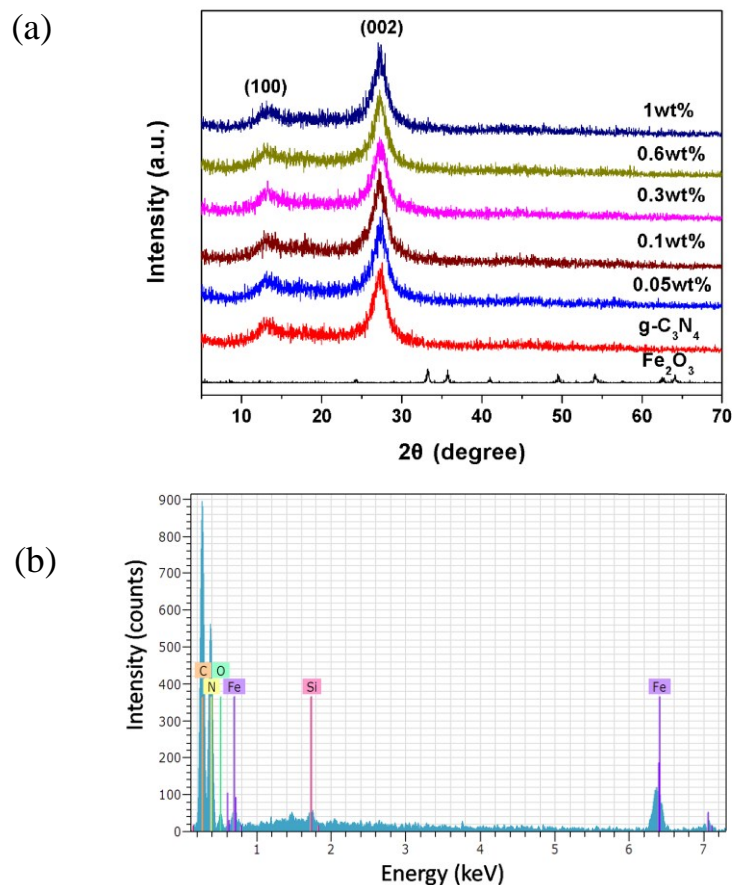 (a)
(002)
(100)
1wt%
0.6wt%
0.3wt%
0.1wt%
0.05wt%
g-C₃N₄
Fe₂O₃
Intensity (a.u.)
10 20 30 40 50 60 70
2θ (degree)
(b)
900
800
700
600
500
400
300
200
100
0
C O
N Fe Si Fe
Intensity (counts)
1 2 3 4 5 6 7
Energy (keV)